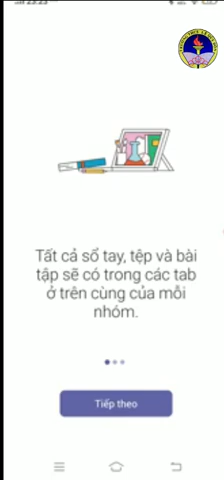 Tất cả sổ tay, tệp và bài
tập sẽ có trong các tab
ở trên cùng của mỗi
nhóm.
Tiếp theo